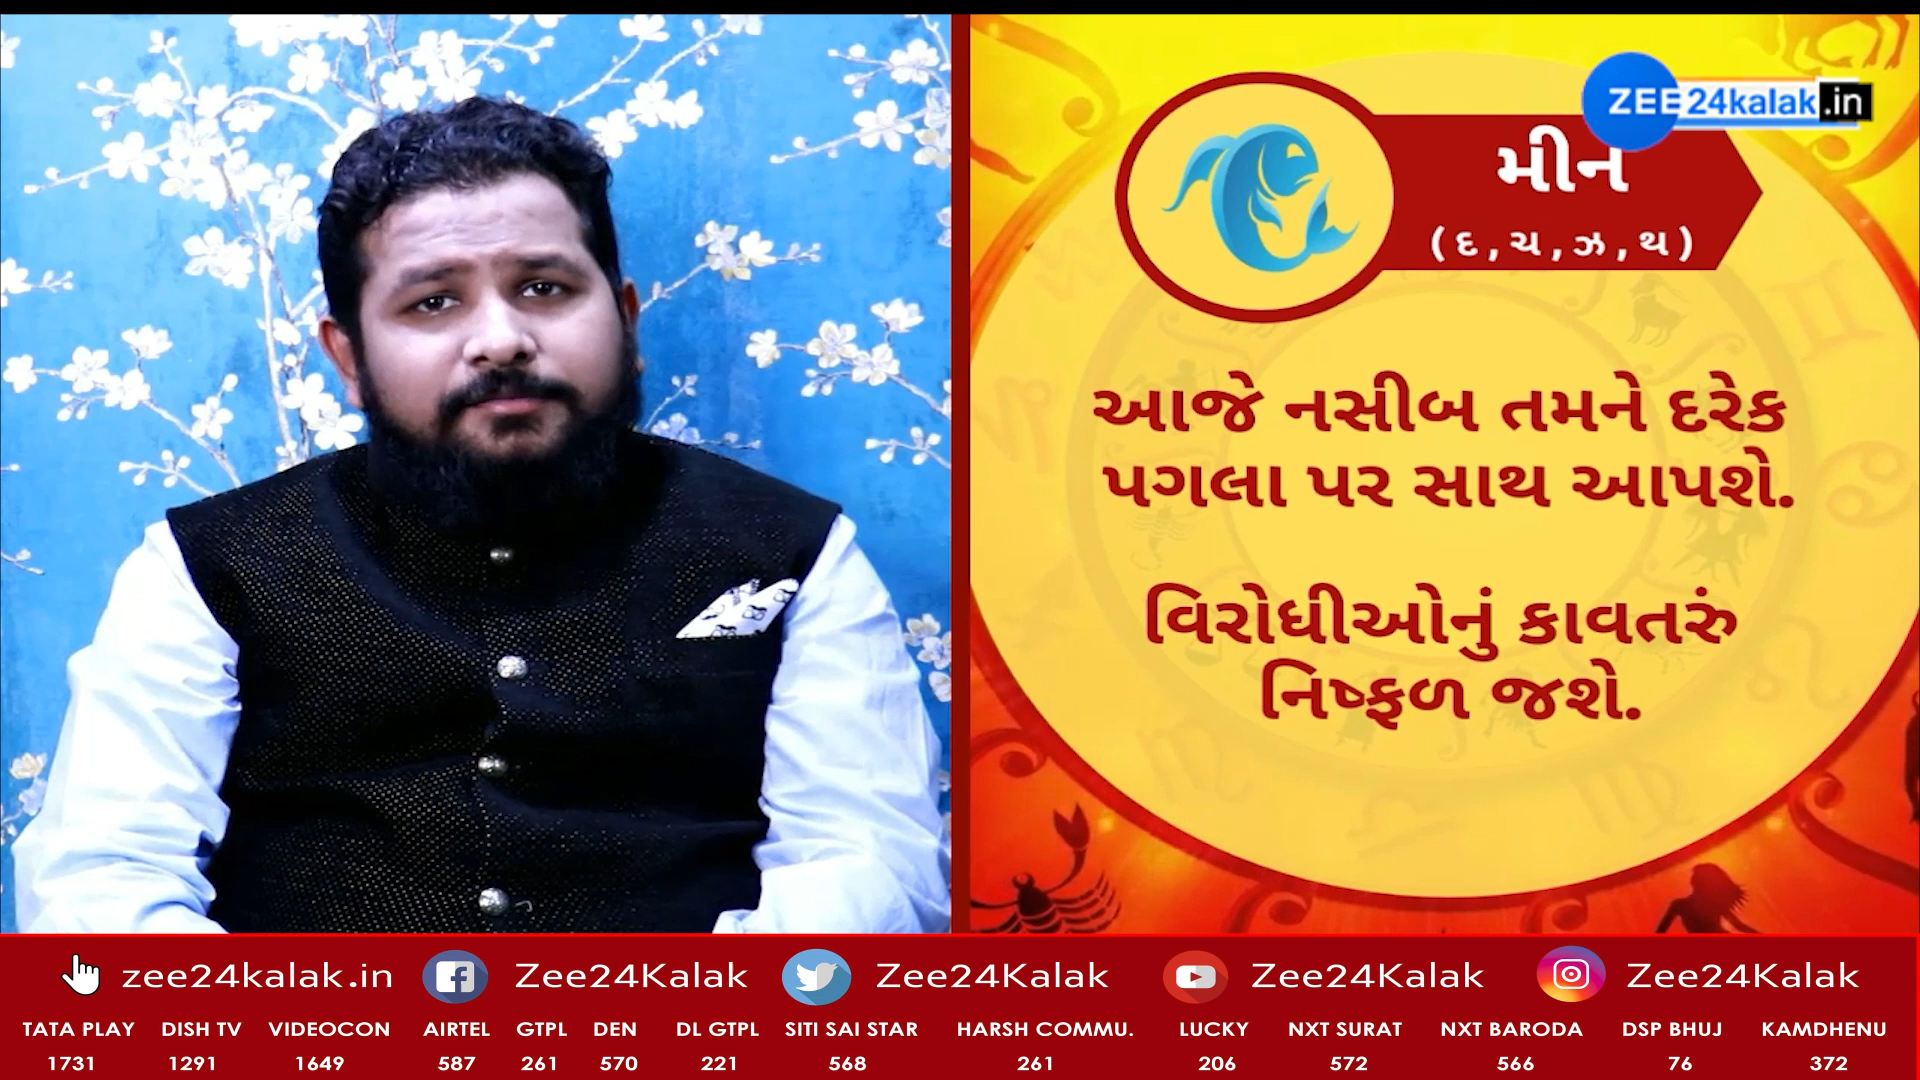 ZEE 24kalak.in
મીન
(દ,ચ,ઝ,થ)
આજે નસીબ તમને દરેક
પગલા પર સાથ આપશે.
વિરોધીઓનું કાવતરું
નિષ્ફળ જશે.
zee24kalak.in Zee24Kalak Zee24Kalak Zee24Kalak Zee24Kalak
TATA PLAY DISH TV VIDEOCON AIRTEL GTPL DEN DL GTPL SITI SAI STAR HARSH COMMU. LUCKY NXT SURAT NXT BARODA DSP BHUJ KAMDHENU
1731 1291 1649 587 261 570 221 568 261 206 572 566 76 372